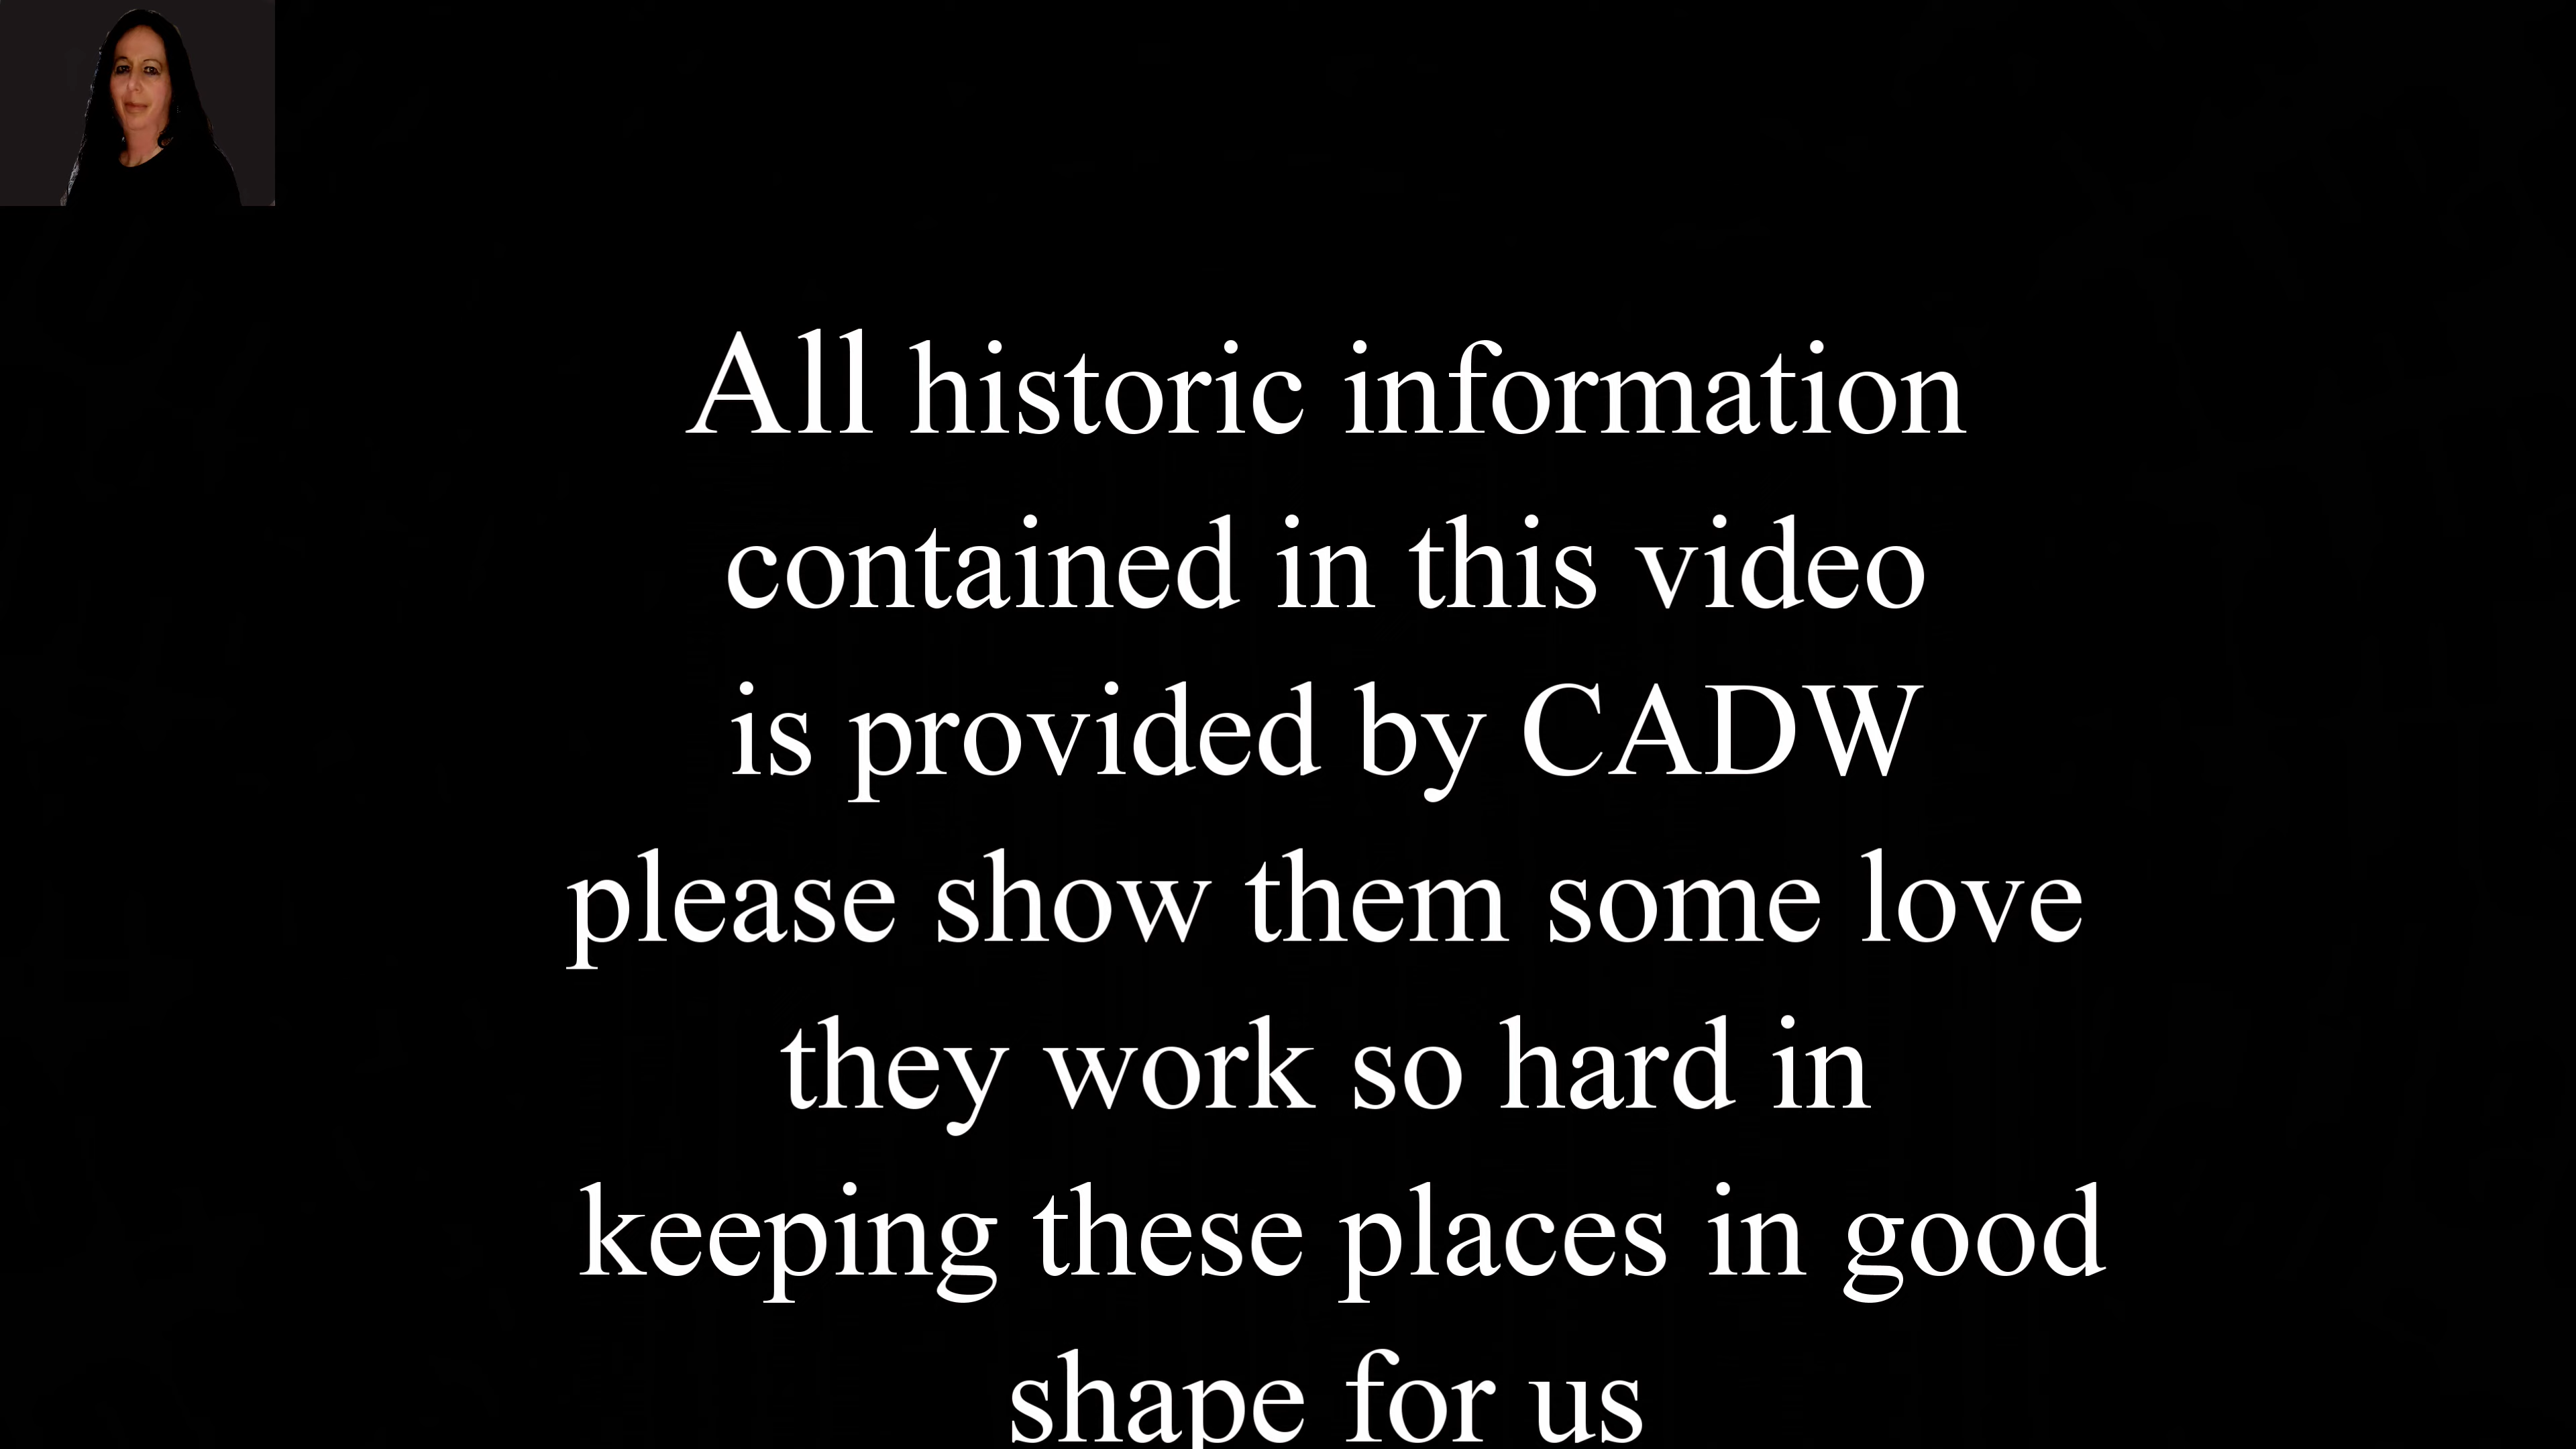 All historic information
contained in this video
is provided by CADW
please show them some love
they work so hard in
keeping these places in good
shape for us